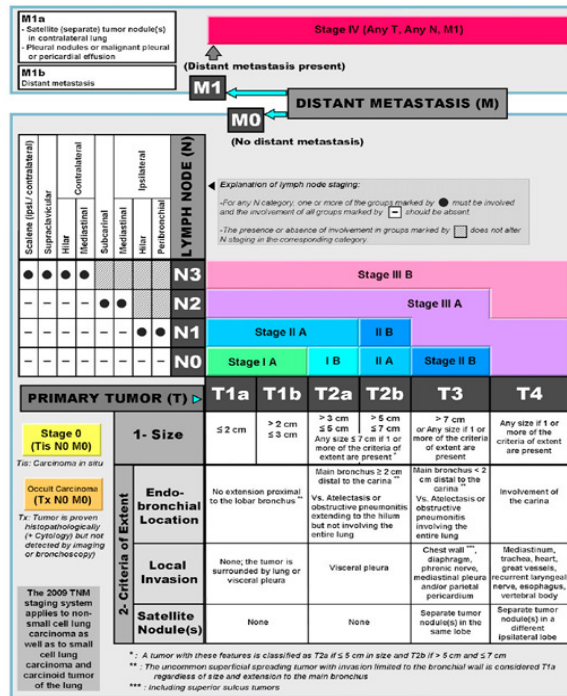 M1a
- Satellite (separate) tumor nodule(s)
in contralateral lung
- Pleural nodules or malignant pleural
or pericardial effusion
M1b
Distant metastasis
Stage IV (Any T, Any N, M1)
(Distant metastasis present)
M1
DISTANT METASTASIS (M)
M0
(No distant metastasis)
Scalene (ipsi./ contralateral)
Supraclavicular
Contralateral
Hilar
Mediastinal
Ipsilateral
Subcarinal
Mediastinal
Hilar
Peribronchial
LYMPH NODE (N)
Explanation of lymph node staging:
-For any N category, one or more of the groups marked by ● must be involved
and the involvement of all groups marked by – should be absent
-The presence or absence of involvement in groups marked by does not alter
N staging in the corresponding category.
N3
Stage III B
N2
Stage III A
– – – – ● ●
N1
Stage II A
II B
– – – – – – ● ●
N0
Stage I A
I B
II A
Stage II B
– – – – – – – –
PRIMARY TUMOR (T)
T1a
T1b
T2a
T2b
T3
T4
Stage 0
(Tis N0 M0)
Tis: Carcinoma in situ
Occult Carcinoma
(Tx N0 M0)
Tx: Tumor is proven
histopathologically
(+ Cytology) but not
detected by imaging
or bronchoscopy)
The 2009 TNM
staging system
applies to non-
small cell lung
carcinoma as
well as to small
cell lung
carcinoma and
carcinoid tumor
of the lung
1- Size
≤ 2 cm
> 2 cm
≤ 3 cm
> 3 cm
≤ 5 cm
> 5 cm
≤ 7 cm
Any size ≤ 7 cm if 1 or
more of the criteria of
extent are present *
> 7 cm
or Any size if 1 or
more of the criteria
of extent are
present
Any size if 1 or
more of the
criteria of extent
are present
2- Criteria of Extent
Endo-
bronchial
Location
No extension proximal
to the lobar bronchus **
Main bronchus ≥ 2 cm
distal to the carina **
Vs. Atelectasis or
obstructive pneumonitis
extending to the hilum
but not involving the
entire lung
Main bronchus < 2
cm distal to the
carina **
Vs. Atelectasis or
obstructive
pneumonitis
involving the
entire lung
Involvement of the
carina
Local
Invasion
None; the tumor is
surrounded by lung or
visceral pleura
Visceral pleura
Chest wall ***,
diaphragm,
phrenic nerve,
mediastinal pleura
and/or parietal
pericardium
Mediastinum,
trachea, heart,
great vessels,
recurrent laryngeal
nerve, esophagus,
vertebral body
Satellite
Nodule(s)
None
None
Separate tumor
nodule(s) in the
same lobe
Separate tumor
nodule(s) in
a different
ipsilateral lobe
* : A tumor with these features is classified as T2a if ≤ 5 cm in size and T2b if > 5 cm and ≤ 7 cm
** : The uncommon superficial spreading tumor with invasion limited to the bronchial wall is considered T1a
regardless of size and extension to the main bronchus
*** : including superior sulcus tumors